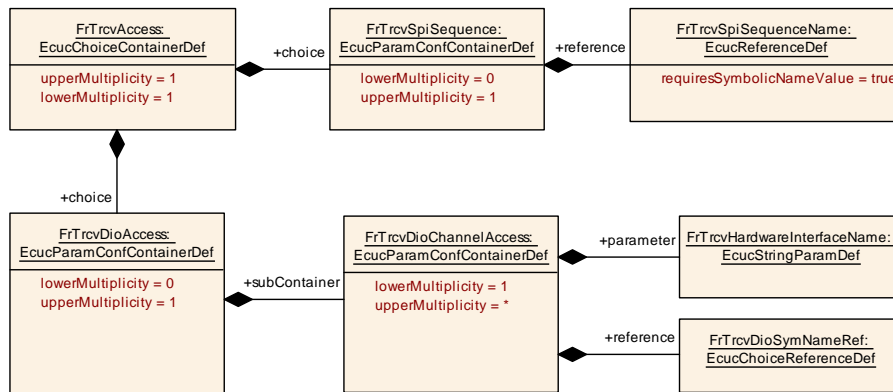 FrTrcvAccess:
EcucChoiceContainerDef
upperMultiplicity = 1
lowerMultiplicity = 1
+choice
FrTrcvSpiSequence:
EcucParamConfContainerDef
lowerMultiplicity = 0
upperMultiplicity = 1
+reference
FrTrcvSpiSequenceName:
EcucReferenceDef
requiresSymbolicNameValue = true
+choice
FrTrcvDioAccess:
EcucParamConfContainerDef
lowerMultiplicity = 0
upperMultiplicity = 1
+subContainer
FrTrcvDioChannelAccess:
EcucParamConfContainerDef
lowerMultiplicity = 1
upperMultiplicity = *
+parameter
FrTrcvHardwareInterfaceName:
EcucStringParamDef
+reference
FrTrcvDioSymNameRef:
EcucChoiceReferenceDef